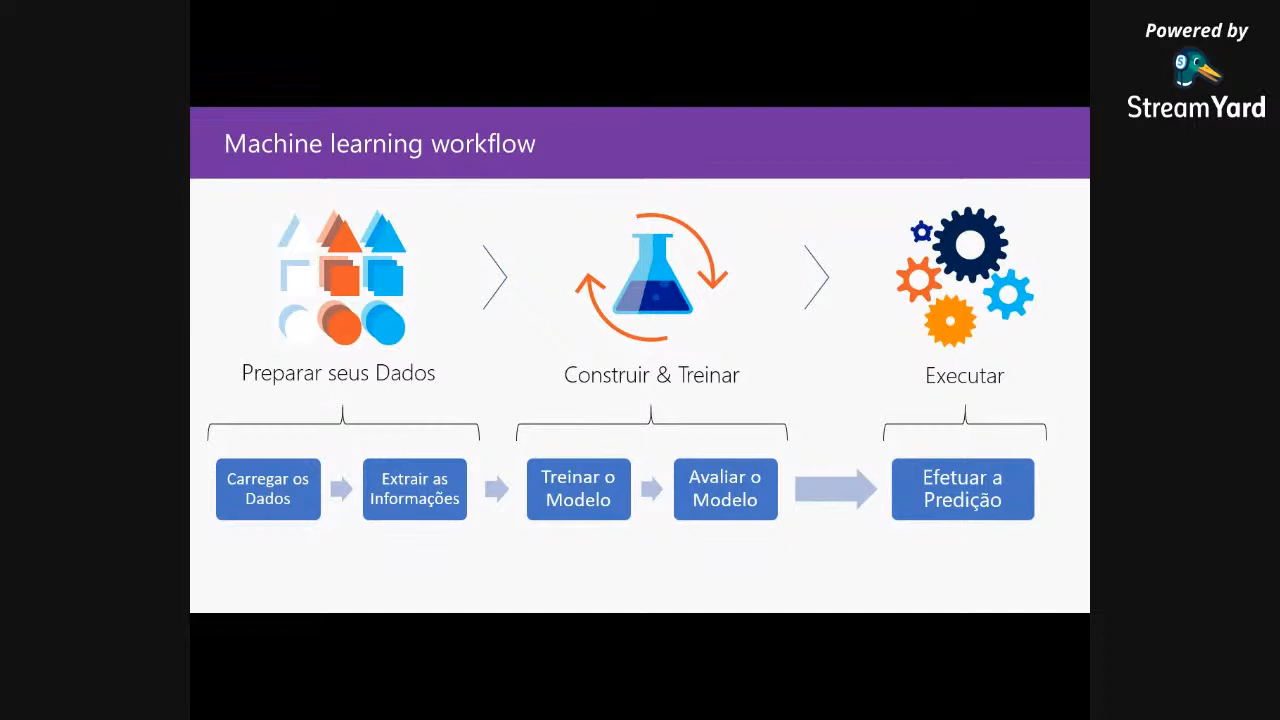 Powered by
StreamYard
Machine learning workflow
Preparar seus Dados
Construir & Treinar
Executar
Carregar os
Dados
Extrair as
Informações
Treinar o
Modelo
Avaliar o
Modelo
Efetuar a
Predição